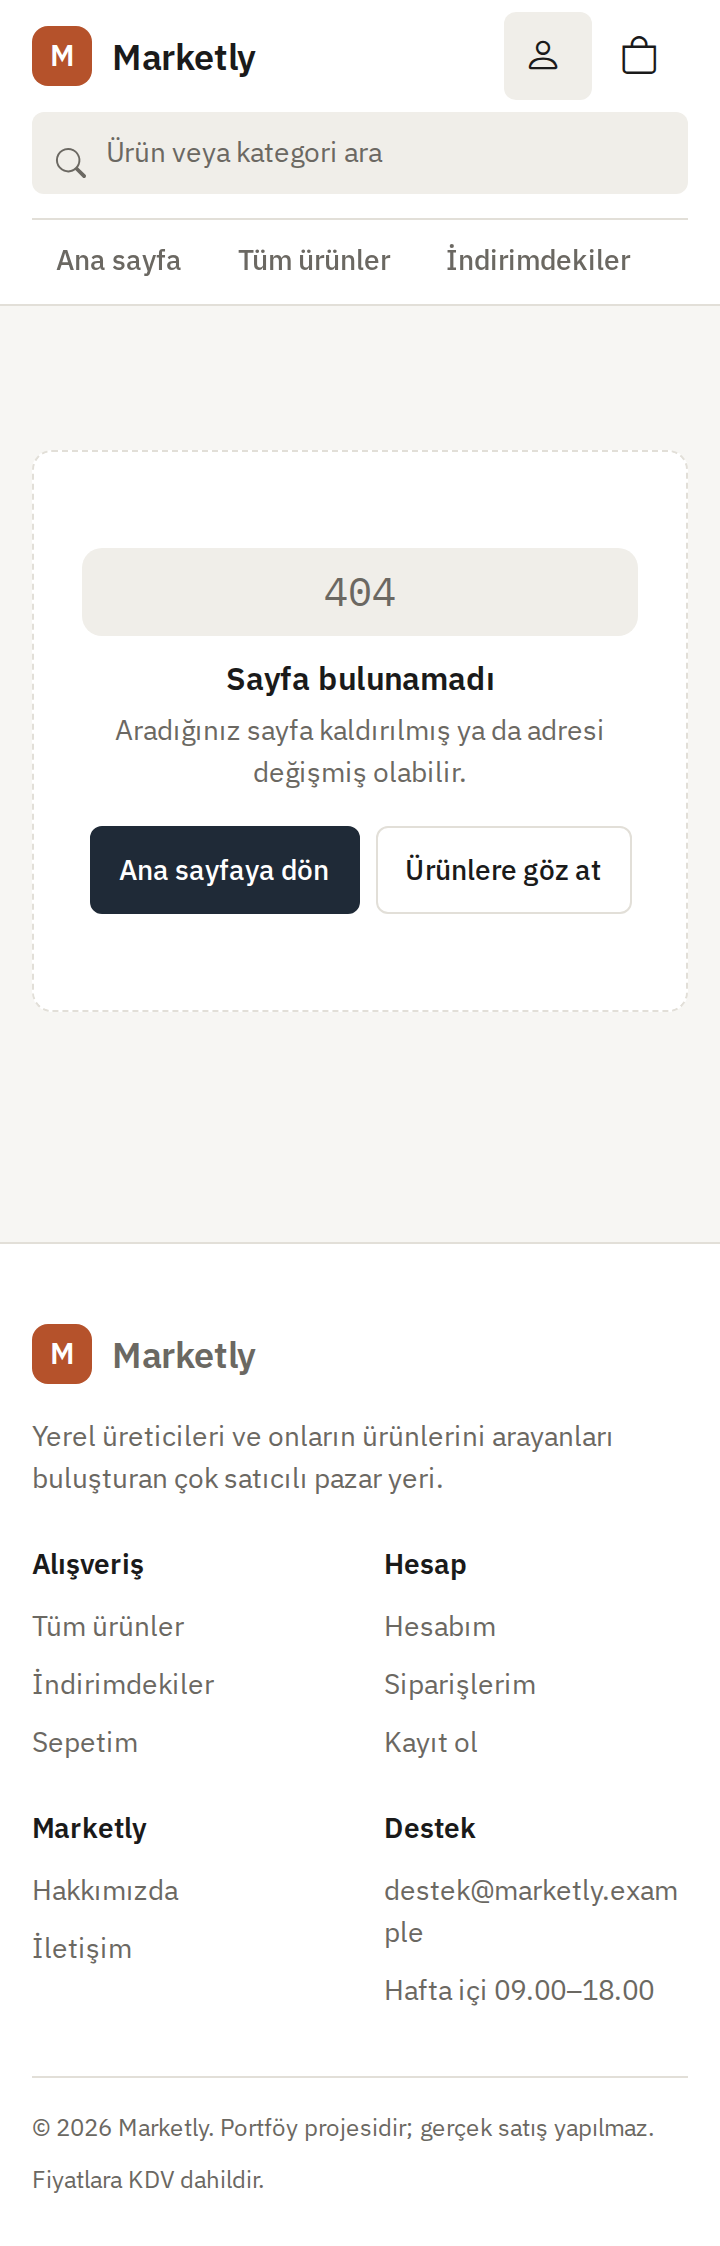 M Marketly
Ürün veya kategori ara
Ana sayfa Tüm ürünler İndirimdekiler
404
Sayfa bulunamadı
Aradığınız sayfa kaldırılmış ya da adresi
değişmiş olabilir.
Ana sayfaya dön Ürünlere göz at
M Marketly
Yerel üreticileri ve onların ürünlerini arayanları
buluşturan çok satıcılı pazar yeri.
Alışveriş
Tüm ürünler
İndirimdekiler
Sepetim
Hesap
Hesabım
Siparişlerim
Kayıt ol
Marketly
Hakkımızda
İletişim
Destek
destek@marketly.exam
ple
Hafta içi 09.00–18.00
© 2026 Marketly. Portföy projesidir; gerçek satış yapılmaz.
Fiyatlara KDV dahildir.